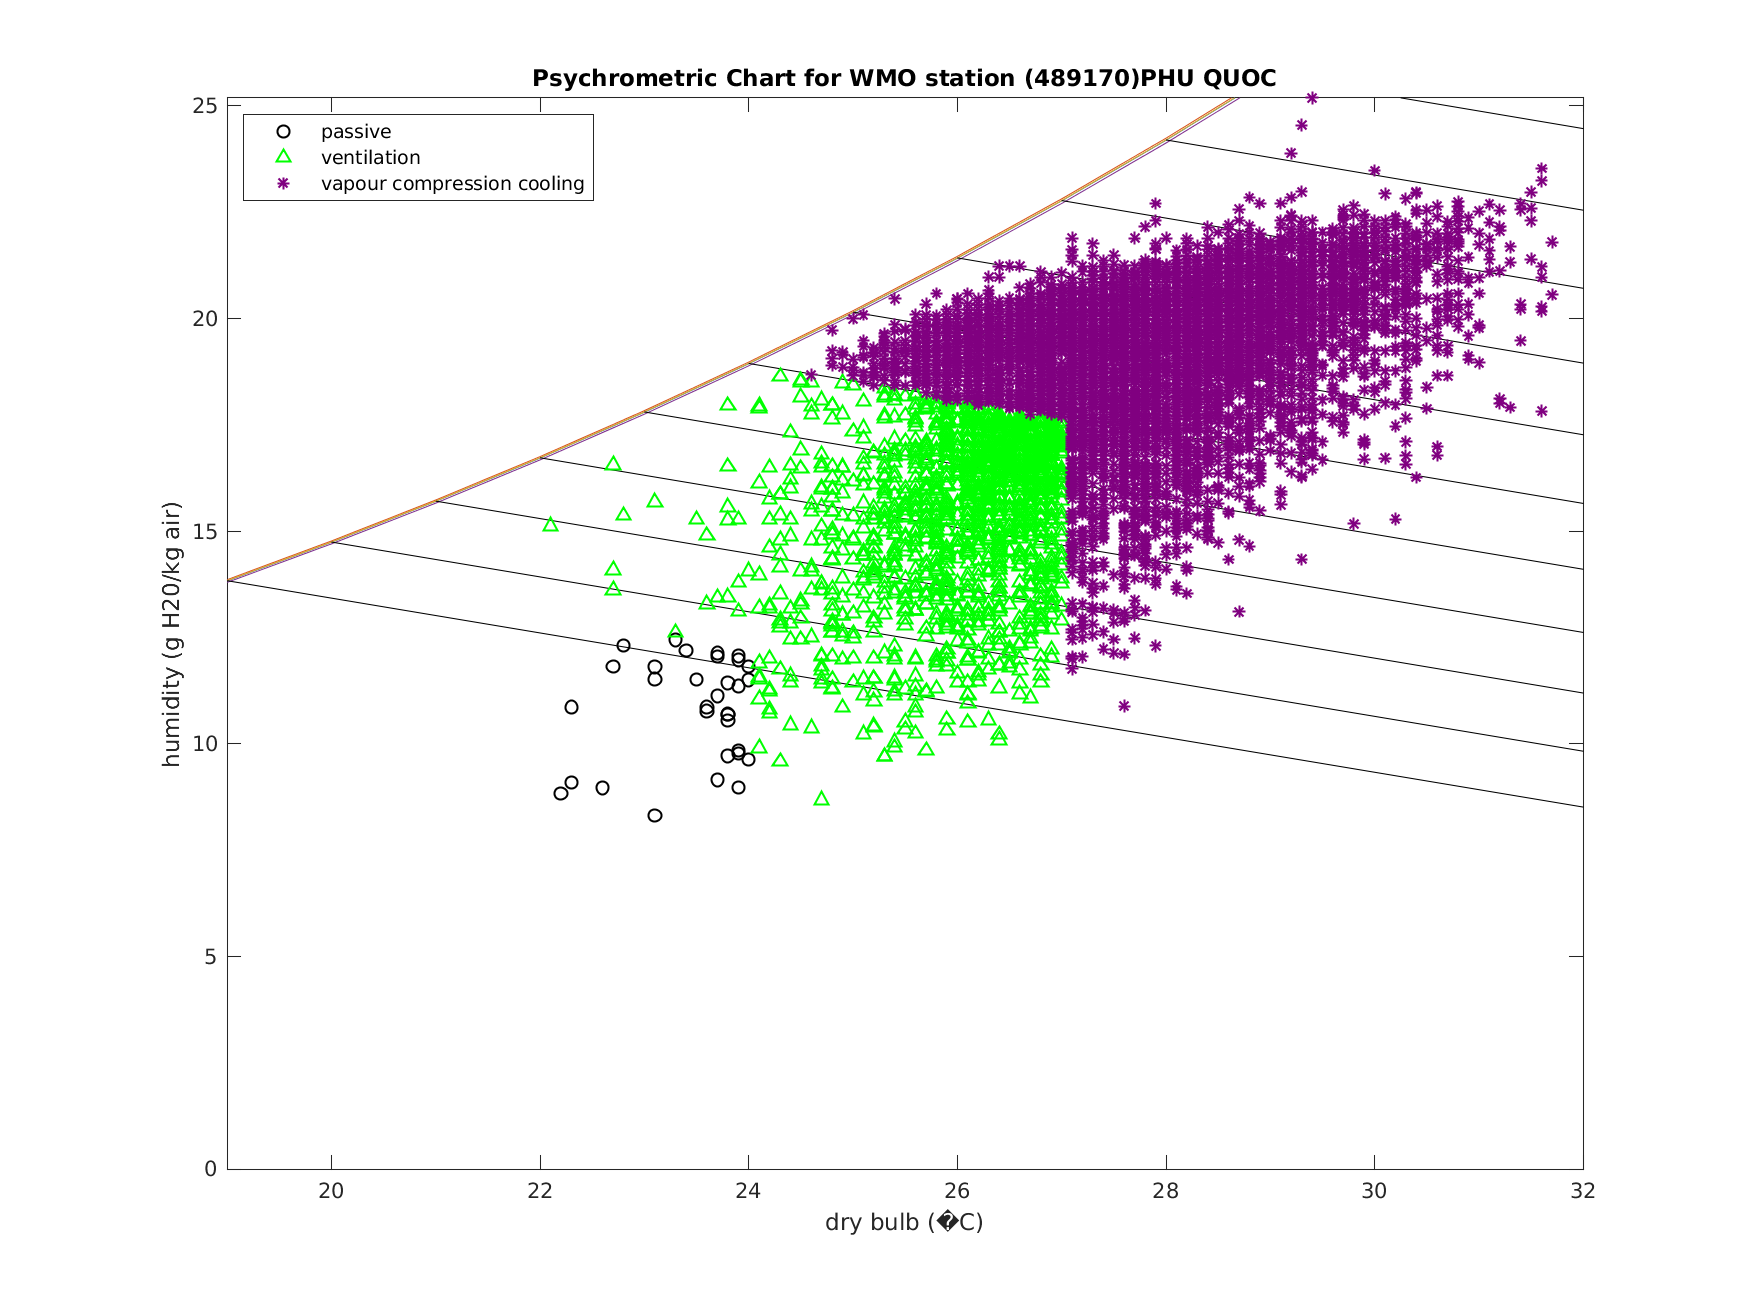 Psychrometric Chart for WMO station (489170)PHU QUOC
passive
ventilation
vapour compression cooling
25
20
15
10
5
0
humidity (g H20/kg air)
20 22 24 26 28 30 32
dry bulb (�C)